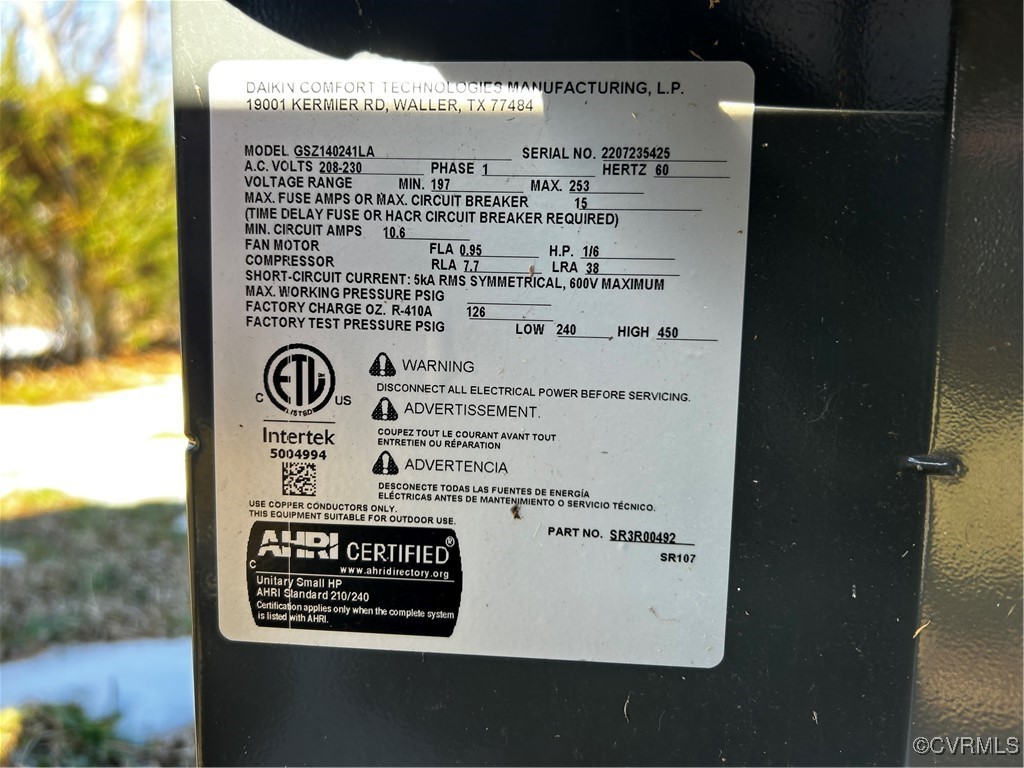 DAIKIN COMFORT TECHNOLOGIES MANUFACTURING, L.P.
19001 KERMIER RD, WALLER, TX 77484
MODEL GSZ140241LA SERIAL NO. 2207235425
A.C. VOLTS 208-230 PHASE 1 HERTZ 60
VOLTAGE RANGE MIN. 197 MAX. 253
MAX. FUSE AMPS OR MAX. CIRCUIT BREAKER 15
(TIME DELAY FUSE OR HACR CIRCUIT BREAKER REQUIRED)
MIN. CIRCUIT AMPS 10.6
FAN MOTOR FLA 0.95 H.P. 1/6
COMPRESSOR RLA 7.7 LRA 38
SHORT-CIRCUIT CURRENT: 5kA RMS SYMMETRICAL, 600V MAXIMUM
MAX. WORKING PRESSURE PSIG
FACTORY CHARGE OZ. R-410A 126
FACTORY TEST PRESSURE PSIG LOW 240 HIGH 450
WARNING
DISCONNECT ALL ELECTRICAL POWER BEFORE SERVICING.
ADVERTISSEMENT.
COUPEZ TOUT LE COURANT AVANT TOUT
ENTRETIEN OU RÉPARATION
ADVERTENCIA
DESCONECTE TODAS LAS FUENTES DE ENERGÍA
ELÉCTRICAS ANTES DE MANTENIMIENTO O SERVICIO TÉCNICO.
C ETL US
LISTED
Intertek
5004994
USE COPPER CONDUCTORS ONLY.
THIS EQUIPMENT SUITABLE FOR OUTDOOR USE.
PART NO. SR3R00492
SR107
AHRI CERTIFIED®
C www.ahridirectory.org
Unitary Small HP
AHRI Standard 210/240
Certification applies only when the complete system
is listed with AHRI.
©CVRMLS